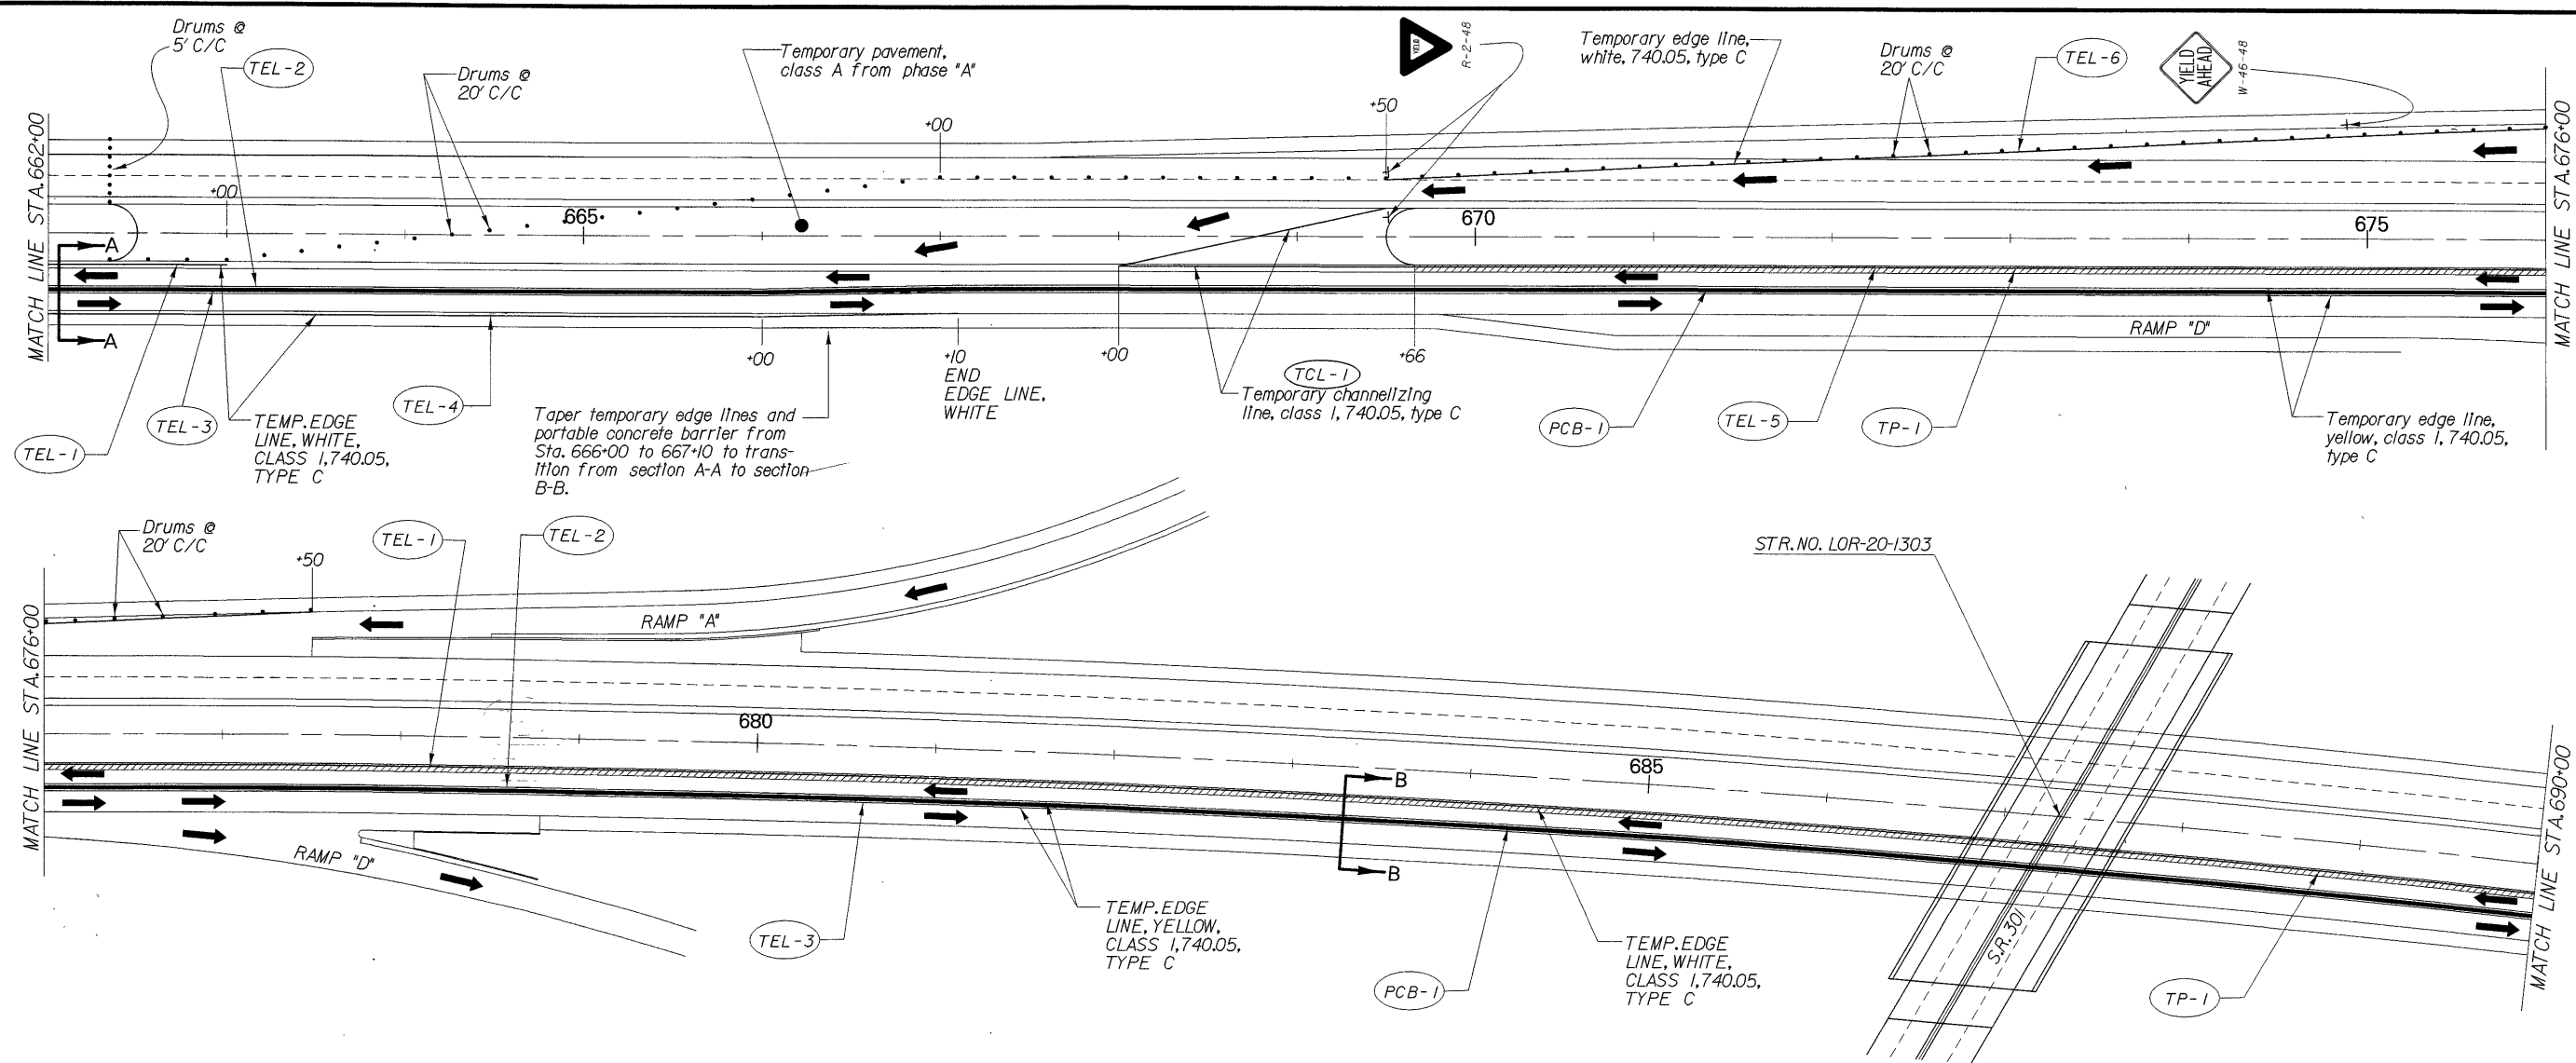 Drums @
5' C/C
TEL-2
Drums @
20' C/C
Temporary pavement,
class A from phase "A"
YIELD
R-2-48
Temporary edge line,
white, 740.05, type C
Drums @
20' C/C
TEL-6
YIELD
AHEAD
W-46-48
MATCH LINE STA. 662+00
+00
+00
+50
665
670
675
MATCH LINE STA. 676+00
A
A
RAMP "D"
+00
+10
END
EDGE LINE,
WHITE
+00
+66
TEL-1
TEL-3
TEMP. EDGE
LINE, WHITE,
CLASS 1, 740.05,
TYPE C
TEL-4
Taper temporary edge lines and
portable concrete barrier from
Sta. 666+00 to 667+10 to trans-
ition from section A-A to section
B-B.
TCL-1
Temporary channelizing
line, class 1, 740.05, type C
PCB-1
TEL-5
TP-1
Temporary edge line,
yellow, class 1, 740.05,
type C
Drums @
20' C/C
+50
TEL-1
TEL-2
STR. NO. LOR-20-1303
MATCH LINE STA. 676+00
RAMP "A"
680
685
B
B
RAMP "D"
TEL-3
TEMP. EDGE
LINE, YELLOW,
CLASS 1, 740.05,
TYPE C
PCB-1
TEMP. EDGE
LINE, WHITE,
CLASS 1, 740.05,
TYPE C
S.R. 301
TP-1
MATCH LINE STA. 690+00